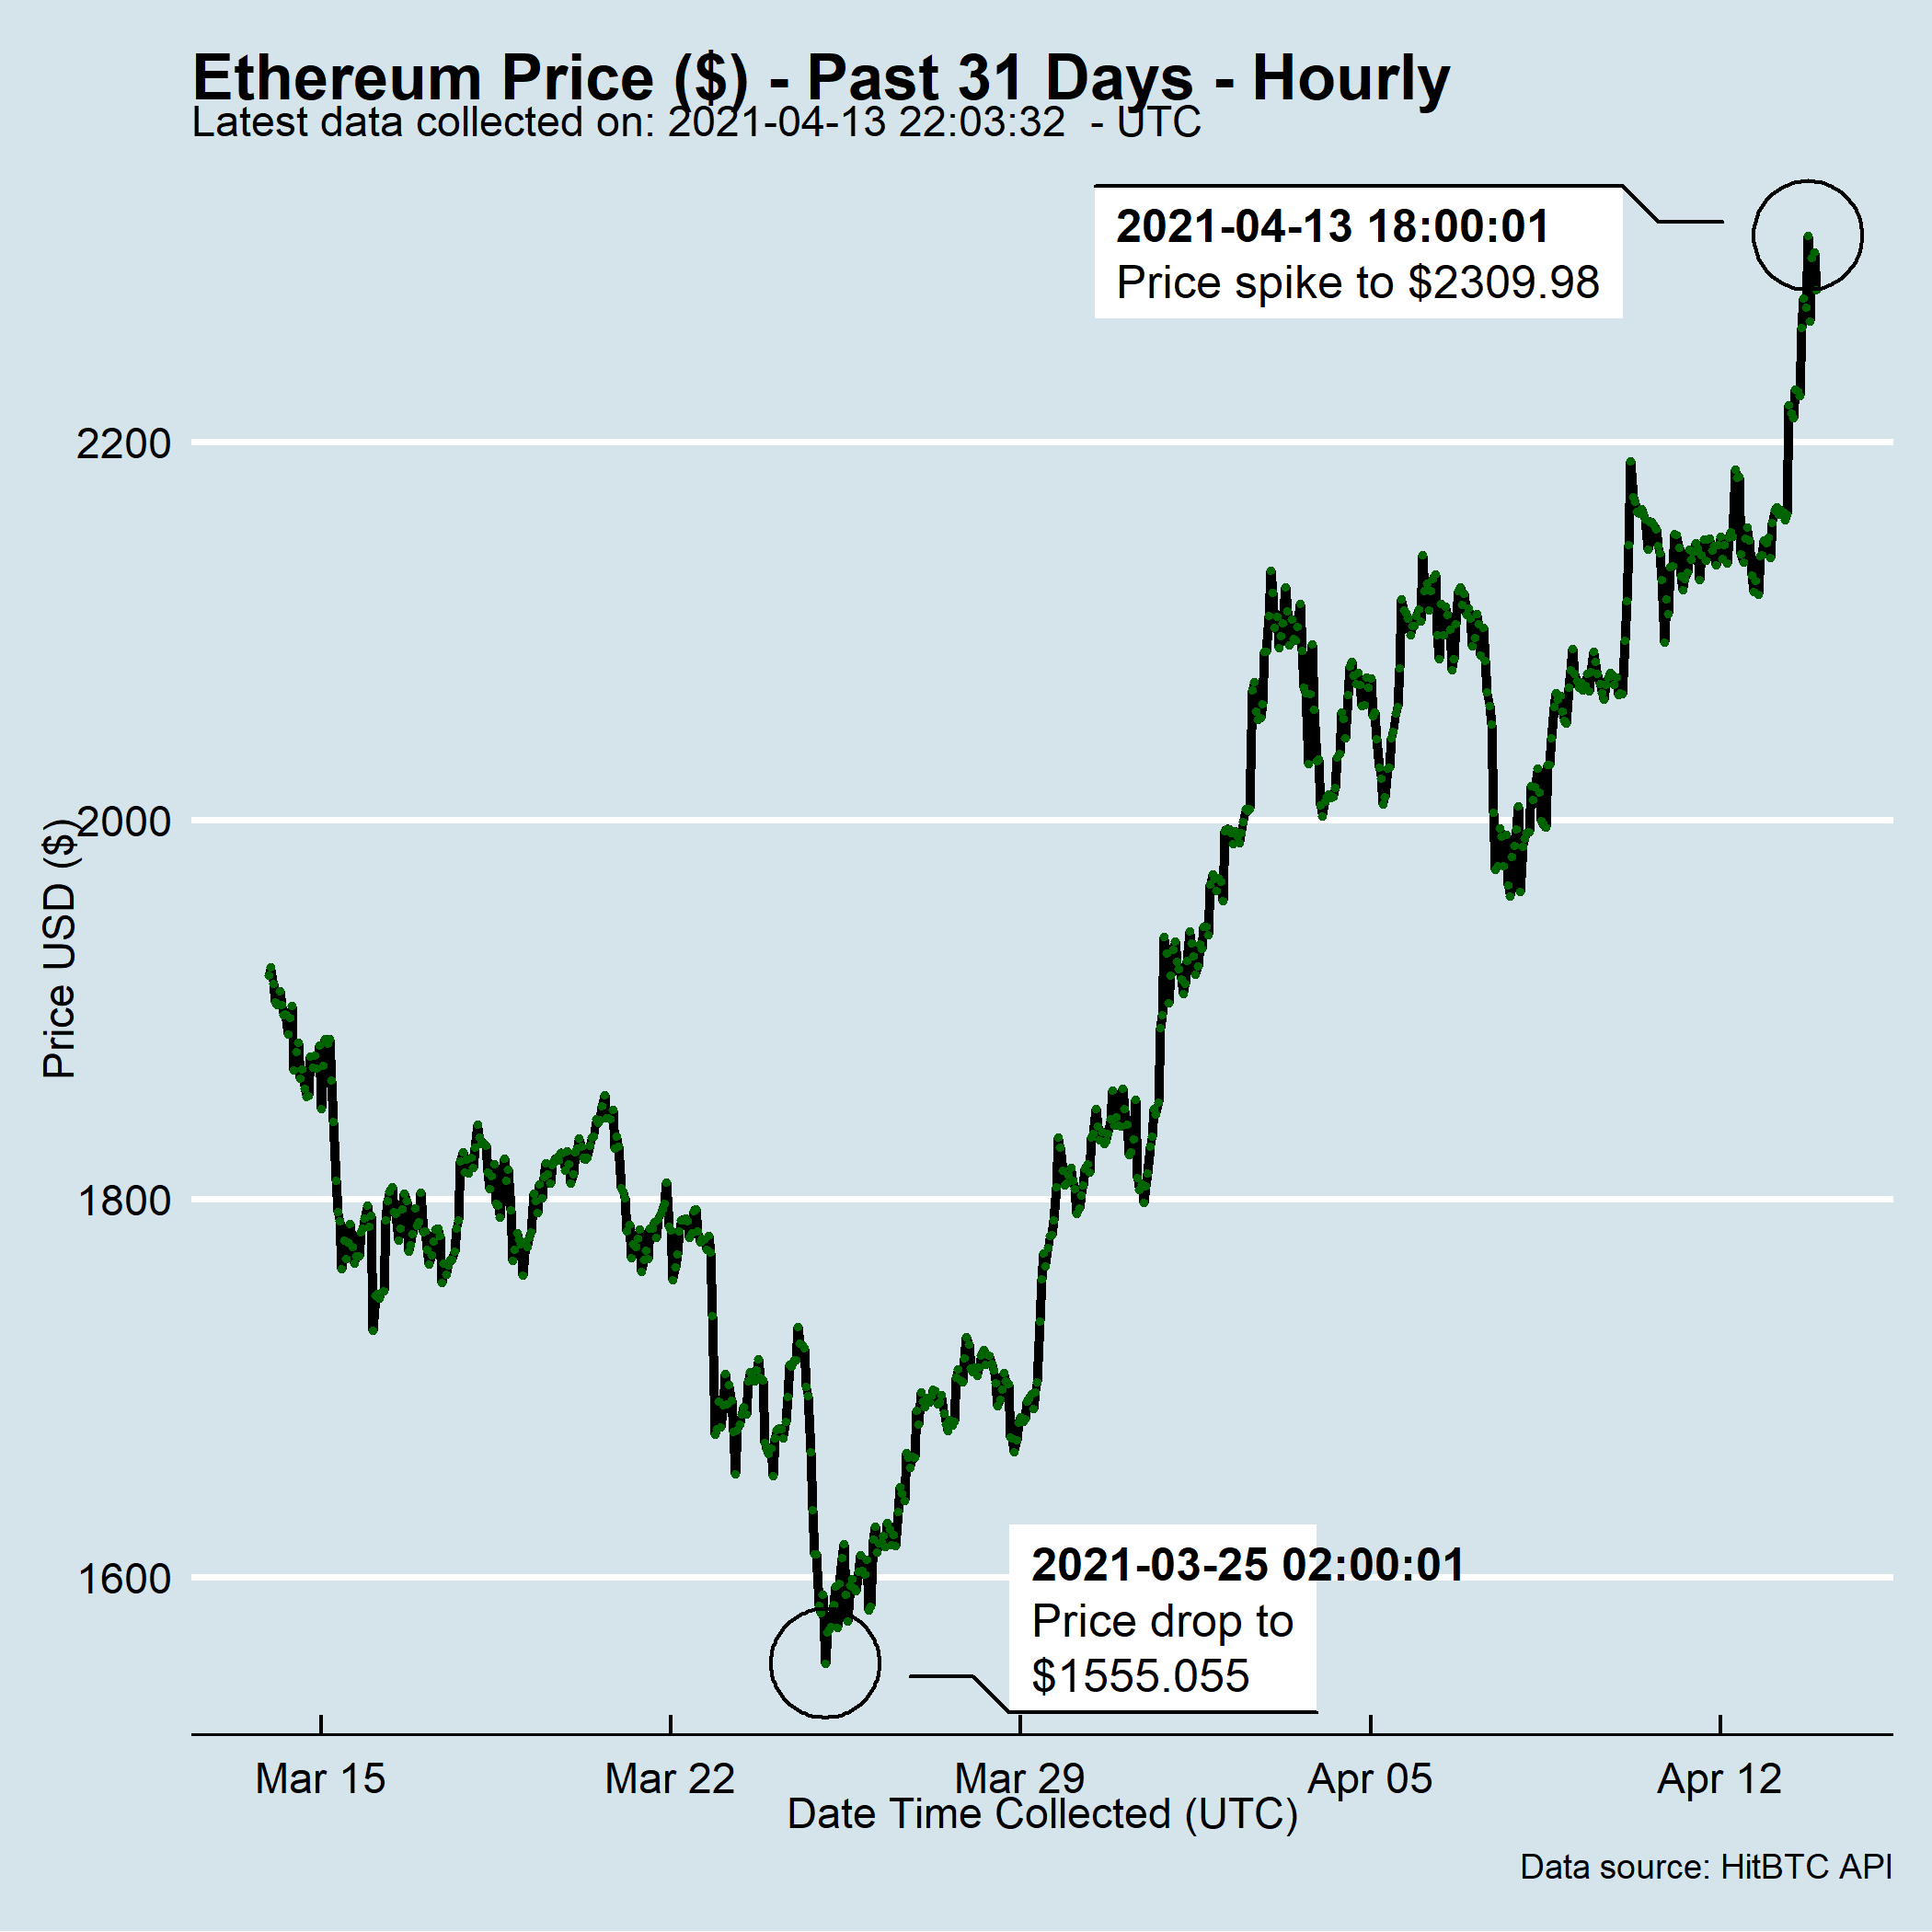 Ethereum Price ($) - Past 31 Days - Hourly
Latest data collected on: 2021-04-13 22:03:32  - UTC
2021-04-13 18:00:01
Price spike to $2309.98
2200
2000
1800
1600
Price USD ($)
2021-03-25 02:00:01
Price drop to
$1555.055
Mar 15
Mar 22
Mar 29
Apr 05
Apr 12
Date Time Collected (UTC)
Data source: HitBTC API